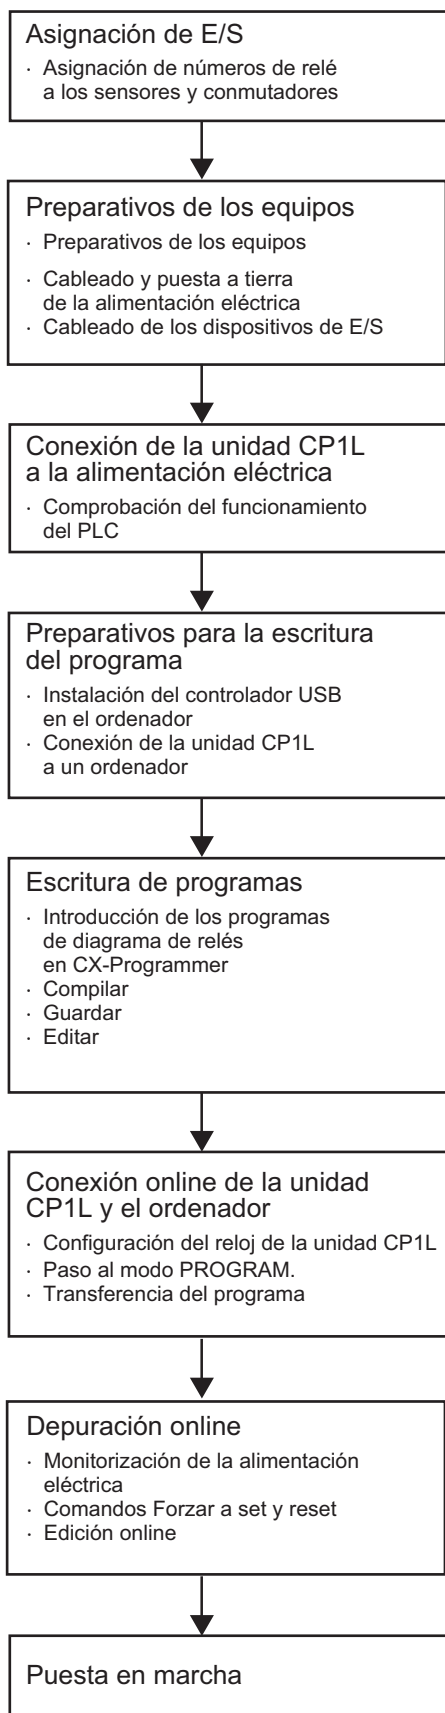 Asignación de E/S
· Asignación de números de relé
a los sensores y conmutadores
Preparativos de los equipos
· Preparativos de los equipos
· Cableado y puesta a tierra
de la alimentación eléctrica
· Cableado de los dispositivos de E/S
Conexión de la unidad CP1L
a la alimentación eléctrica
· Comprobación del funcionamiento
del PLC
Preparativos para la escritura
del programa
· Instalación del controlador USB
en el ordenador
· Conexión de la unidad CP1L
a un ordenador
Escritura de programas
· Introducción de los programas
de diagrama de relés
en CX-Programmer
· Compilar
· Guardar
· Editar
Conexión online de la unidad
CP1L y el ordenador
· Configuración del reloj de la unidad CP1L
· Paso al modo PROGRAM.
· Transferencia del programa
Depuración online
· Monitorización de la alimentación
eléctrica
· Comandos Forzar a set y reset
· Edición online
Puesta en marcha